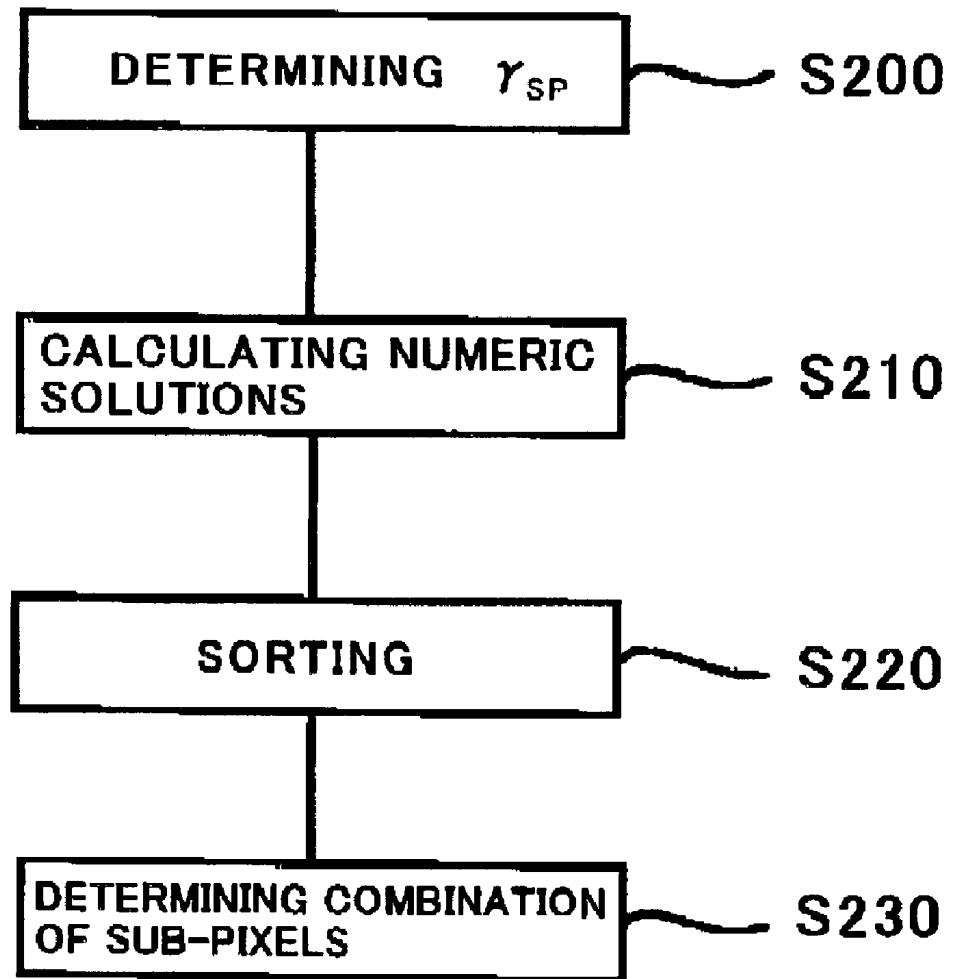 DETERMINING γSP S200
CALCULATING NUMERIC
SOLUTIONS
S210
SORTING S220
DETERMINING COMBINATION
OF SUB-PIXELS
S230